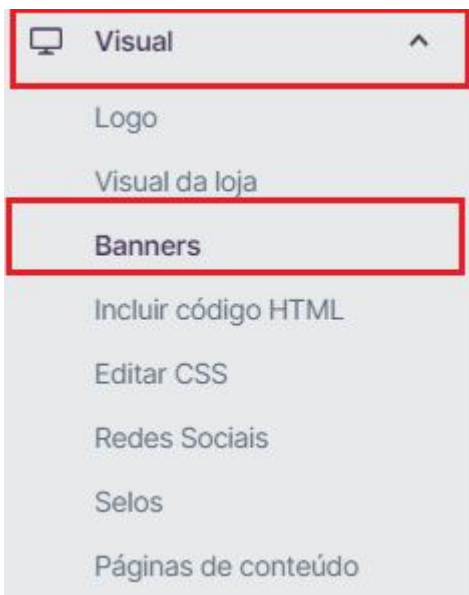 Visual
Logo
Visual da loja
Banners
Incluir código HTML
Editar CSS
Redes Sociais
Selos
Páginas de conteúdo